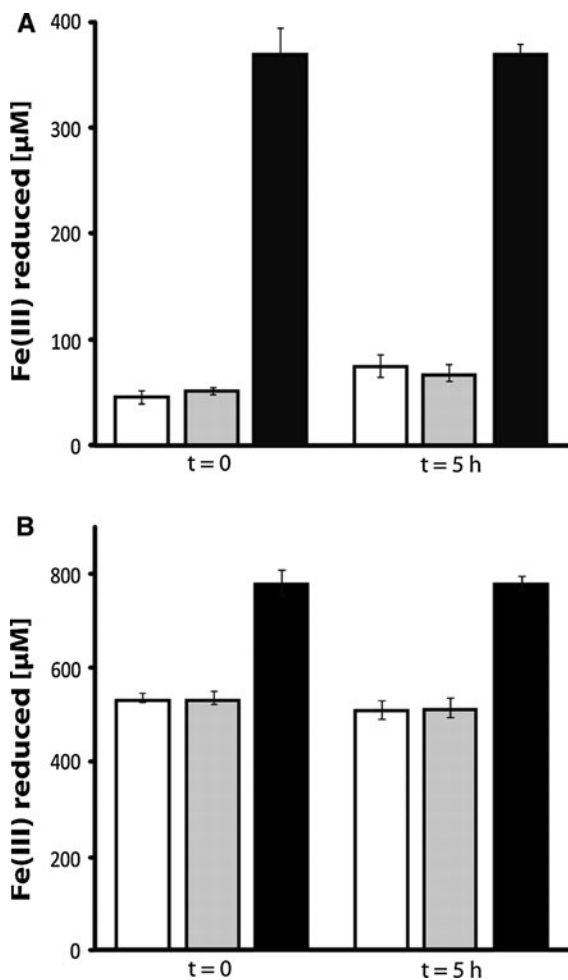 A
Fe(III) reduced [µM]
400
300
200
100
0
t = 0
t = 5 h
B
Fe(III) reduced [µM]
800
600
400
200
0
t = 0
t = 5 h